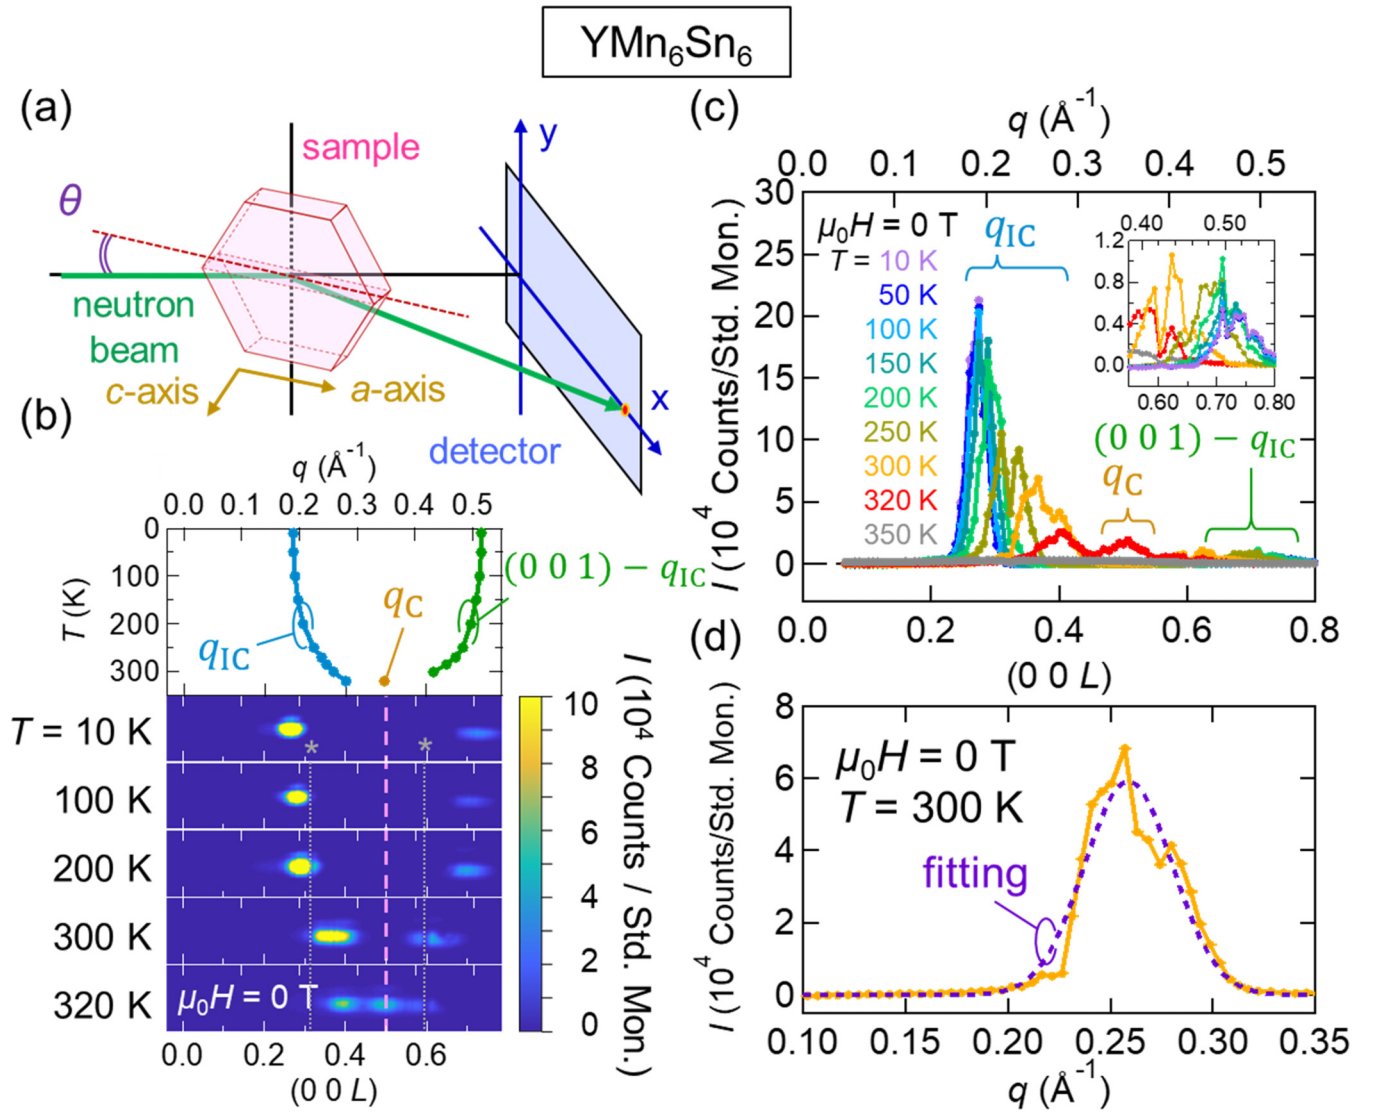 YMn₆Sn₆
(a)
sample
y
θ
neutron
beam
c-axis
a-axis
x
detector
(b)
q (Å⁻¹)
0.0 0.1 0.2 0.3 0.4 0.5
0
100
200
300
T (K)
q_IC
q_C
(0 0 1) − q_IC
T = 10 K
* *
100 K
200 K
300 K
320 K
μ₀H = 0 T
0.0 0.2 0.4 0.6
(0 0 L)
10
8
6
4
2
0
I (10⁴ Counts / Std. Mon.)
(c)
q (Å⁻¹)
0.0 0.1 0.2 0.3 0.4 0.5
30
25
20
15
10
5
0
I (10⁴ Counts/Std. Mon.)
μ₀H = 0 T
T = 10 K
50 K
100 K
150 K
200 K
250 K
300 K
320 K
350 K
q_IC
q_C
(0 0 1) − q_IC
0.40 0.50
1.2
0.8
0.4
0.0
0.60 0.70 0.80
0.0 0.2 0.4 0.6 0.8
(0 0 L)
(d)
8
6
4
2
0
I (10⁴ Counts/Std. Mon.)
μ₀H = 0 T
T = 300 K
fitting
0.10 0.15 0.20 0.25 0.30 0.35
q (Å⁻¹)